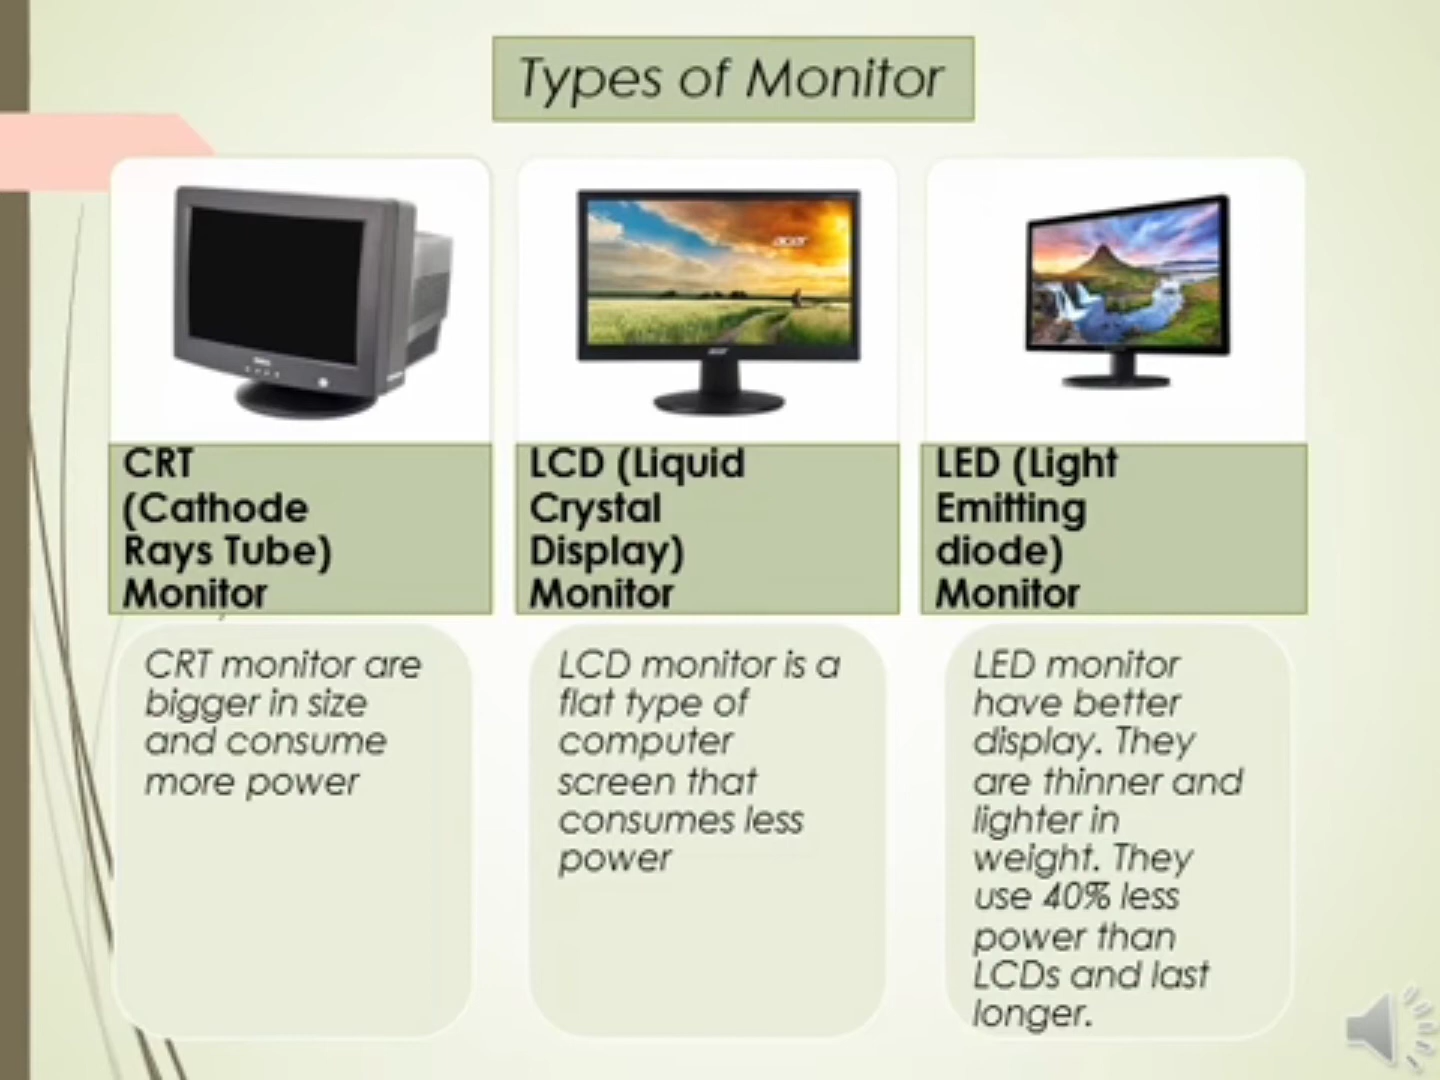 Types of Monitor
acer
CRT
(Cathode
Rays Tube)
Monitor
LCD (Liquid
Crystal
Display)
Monitor
LED (Light
Emitting
diode)
Monitor
CRT monitor are
bigger in size
and consume
more power
LCD monitor is a
flat type of
computer
screen that
consumes less
power
LED monitor
have better
display. They
are thinner and
lighter in
weight. They
use 40% less
power than
LCDs and last
longer.